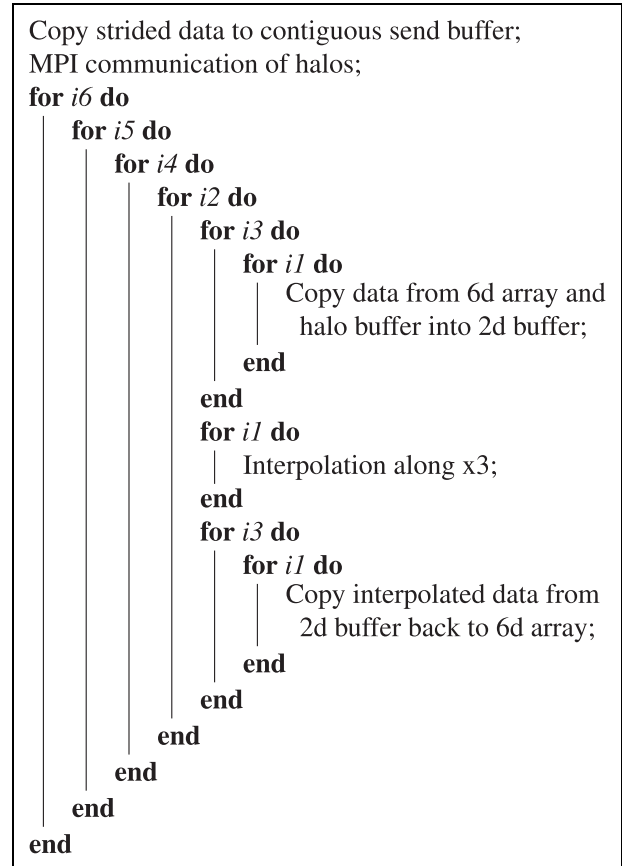 Copy strided data to contiguous send buffer;
MPI communication of halos;
for i6 do
for i5 do
for i4 do
for i2 do
for i3 do
for i1 do
Copy data from 6d array and
halo buffer into 2d buffer;
end
end
for i1 do
Interpolation along x3;
end
for i3 do
for i1 do
Copy interpolated data from
2d buffer back to 6d array;
end
end
end
end
end
end